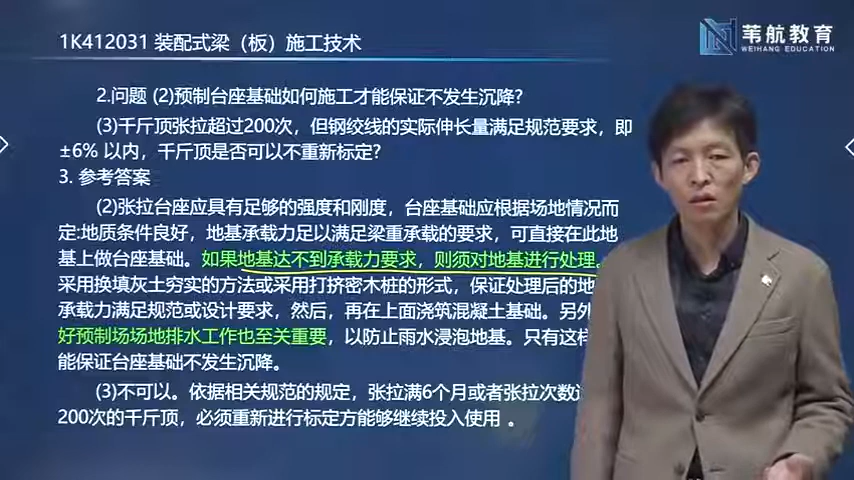 1K412031 装配式梁（板）施工技术
苇航教育
WEIHANG EDUCATION
2.问题 (2)预制台座基础如何施工才能保证不发生沉降?
(3)千斤顶张拉超过200次，但钢绞线的实际伸长量满足规范要求，即
±6% 以内，千斤顶是否可以不重新标定?
3. 参考答案
(2)张拉台座应具有足够的强度和刚度，台座基础应根据场地情况而
定:地质条件良好，地基承载力足以满足梁重承载的要求，可直接在此地
基上做台座基础。如果地基达不到承载力要求，则须对地基进行处理。
采用换填灰土夯实的方法或采用打挤密木桩的形式，保证处理后的地
承载力满足规范或设计要求，然后，再在上面浇筑混凝土基础。另外
好预制场场地排水工作也至关重要，以防止雨水浸泡地基。只有这样
能保证台座基础不发生沉降。
(3)不可以。依据相关规范的规定，张拉满6个月或者张拉次数
200次的千斤顶，必须重新进行标定方能够继续投入使用 。